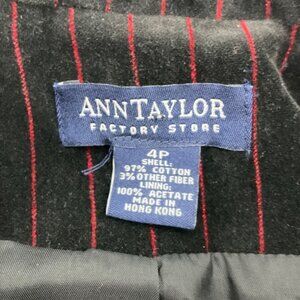 ANNTAYLOR
FACTORY STORE
4P
SHELL:
97% COTTON
3% OTHER FIBER
LINING:
100% ACETATE
MADE IN
HONG KONG